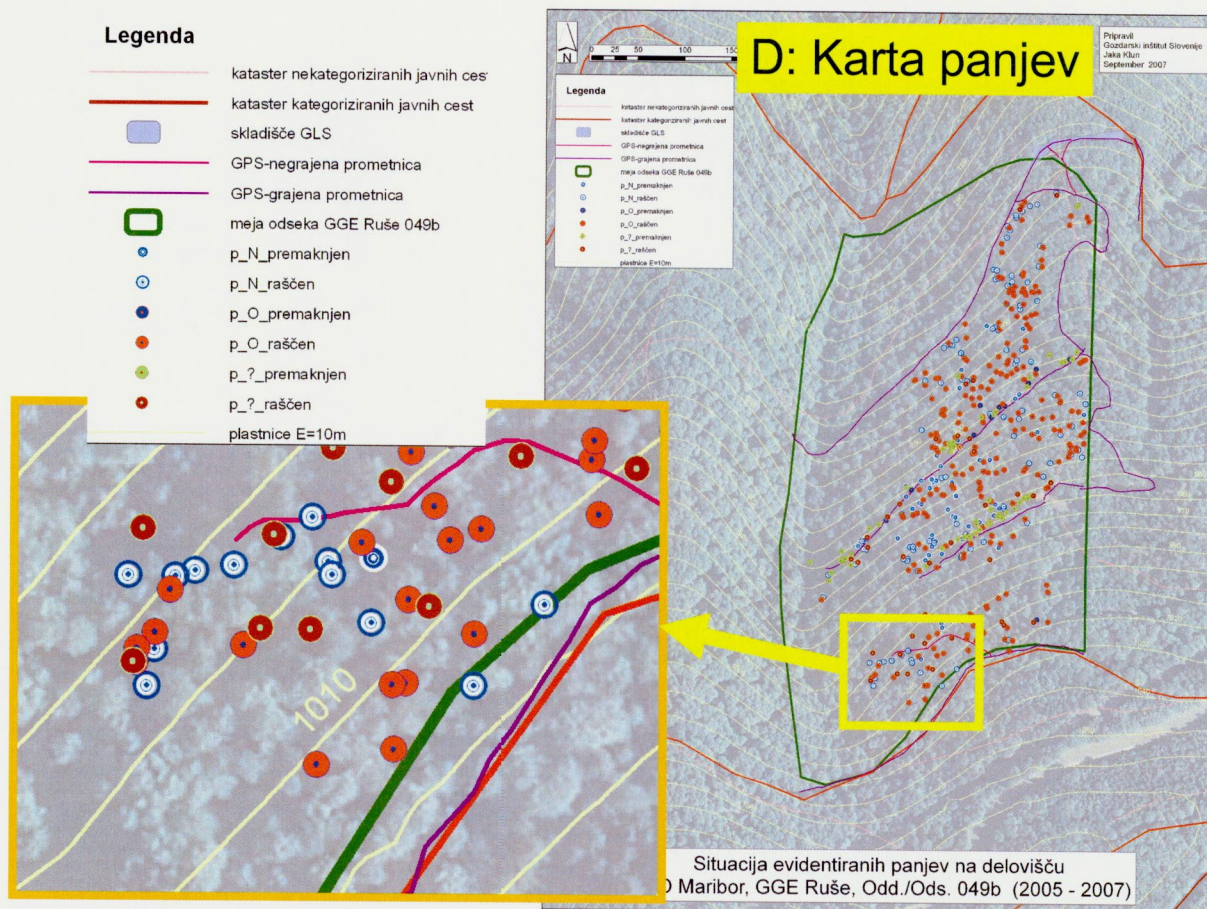 Legenda
kataster nekategoriziranih javnih ces
kataster kategoriziranih javnih cest
skladišče GLS
GPS-negrajena prometnica
GPS-grajena prometnica
meja odseka GGE Ruše 049b
p_N_premaknjen
p_N_raščen
p_O_premaknjen
p_O_raščen
p_?_premaknjen
p_?_raščen
plastnice E=10m
1010
N
0 25 50 100 150
D: Karta panjev
Pripravil
Gozdarski inštitut Slovenije
Jaka Klun
September 2007
Legenda
kataster nekategoriziranih javnih cest
kataster kategoriziranih javnih cest
skladišče GLS
GPS-negrajena prometnica
GPS-grajena prometnica
meja odseka GGE Ruše 049b
p_N_premaknjen
p_N_raščen
p_O_premaknjen
p_O_raščen
p_?_premaknjen
p_?_raščen
plastnice E=10m
Situacija evidentiranih panjev na delovišču
O Maribor, GGE Ruše, Odd./Ods. 049b (2005 - 2007)